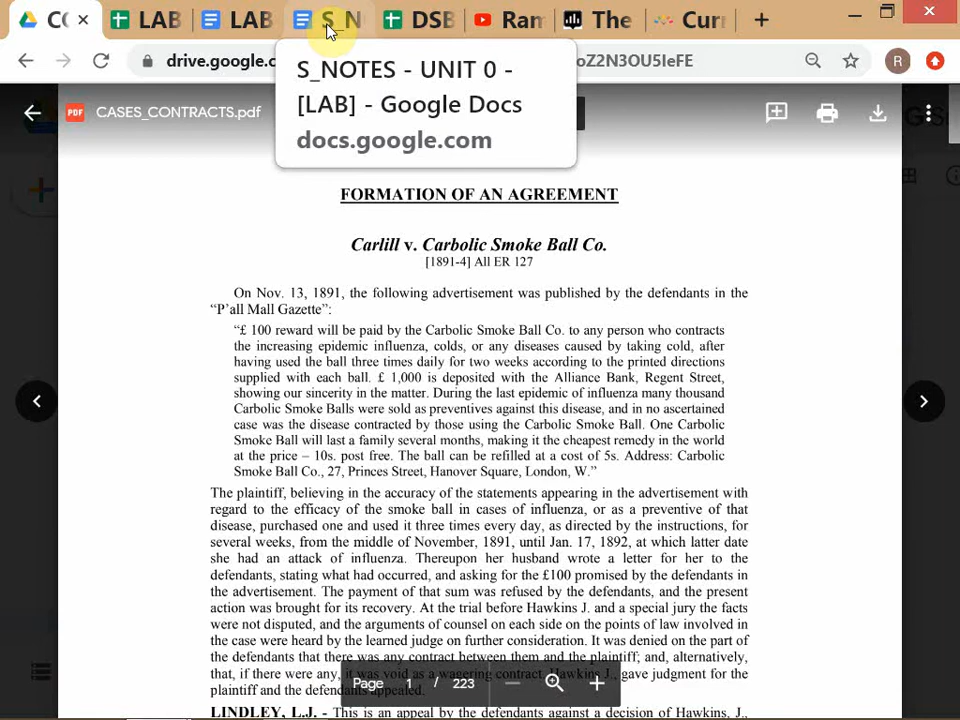 CC
LAB
LAB
S_N
DSB
Ram
The
Curr
drive.google.c
oZ2N3OU5IeFE
R
S_NOTES - UNIT 0 -
[LAB] - Google Docs
docs.google.com
PDF
CASES_CONTRACTS.pdf
FORMATION OF AN AGREEMENT
Carlill v. Carbolic Smoke Ball Co.
[1891-4] All ER 127
On Nov. 13, 1891, the following advertisement was published by the defendants in the
“P’all Mall Gazette”:
“£ 100 reward will be paid by the Carbolic Smoke Ball Co. to any person who contracts
the increasing epidemic influenza, colds, or any diseases caused by taking cold, after
having used the ball three times daily for two weeks according to the printed directions
supplied with each ball. £ 1,000 is deposited with the Alliance Bank, Regent Street,
showing our sincerity in the matter. During the last epidemic of influenza many thousand
Carbolic Smoke Balls were sold as preventives against this disease, and in no ascertained
case was the disease contracted by those using the Carbolic Smoke Ball. One Carbolic
Smoke Ball will last a family several months, making it the cheapest remedy in the world
at the price – 10s. post free. The ball can be refilled at a cost of 5s. Address: Carbolic
Smoke Ball Co., 27, Princes Street, Hanover Square, London, W.”
The plaintiff, believing in the accuracy of the statements appearing in the advertisement with
regard to the efficacy of the smoke ball in cases of influenza, or as a preventive of that
disease, purchased one and used it three times every day, as directed by the instructions, for
several weeks, from the middle of November, 1891, until Jan. 17, 1892, at which latter date
she had an attack of influenza. Thereupon her husband wrote a letter for her to the
defendants, stating what had occurred, and asking for the £100 promised by the defendants in
the advertisement. The payment of that sum was refused by the defendants, and the present
action was brought for its recovery. At the trial before Hawkins J. and a special jury the facts
were not disputed, and the arguments of counsel on each side on the points of law involved in
the case were heard by the learned judge on further consideration. It was denied on the part of
the defendants that there was any contract between them and the plaintiff; and, alternatively,
that, if there were any, it was void as a wagering contract. Hawkins J., gave judgment for the
plaintiff and the defendants appealed.
Page 1 / 223
LINDLEY, L.J. - This is an appeal by the defendants against a decision of Hawkins, J.,